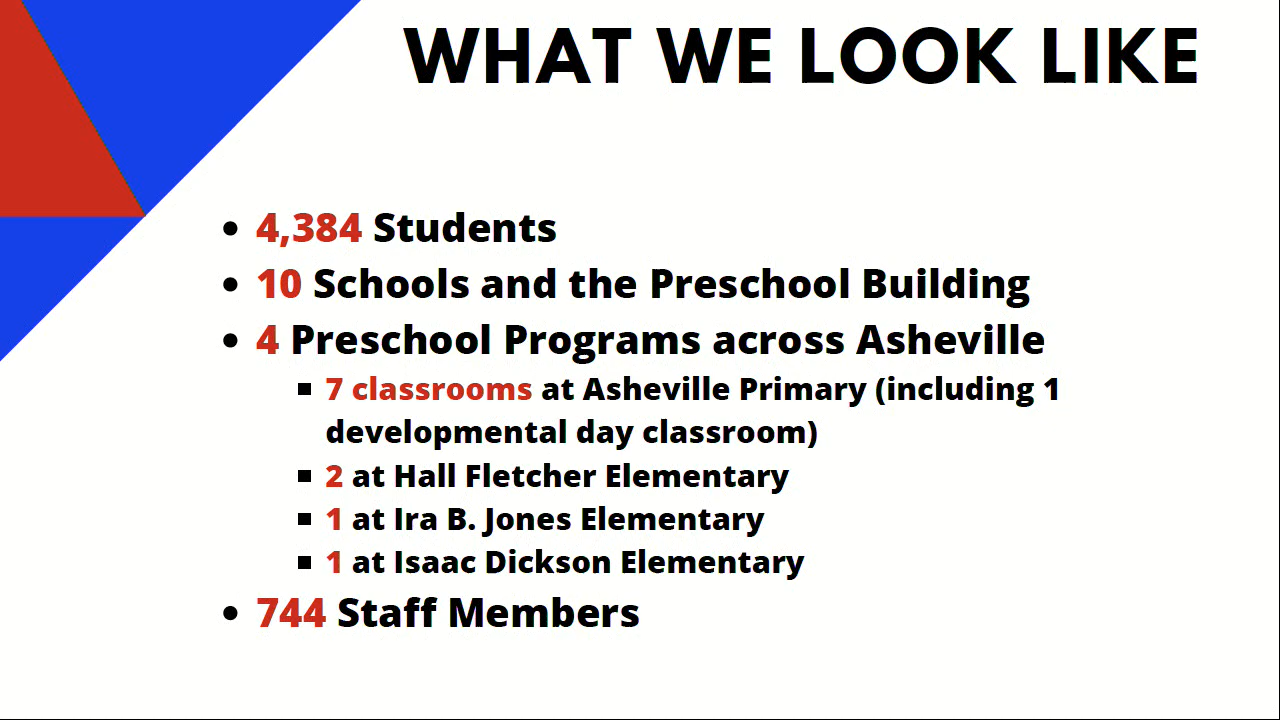 WHAT WE LOOK LIKE
• 4,384 Students
• 10 Schools and the Preschool Building
• 4 Preschool Programs across Asheville
▪ 7 classrooms at Asheville Primary (including 1
developmental day classroom)
▪ 2 at Hall Fletcher Elementary
▪ 1 at Ira B. Jones Elementary
▪ 1 at Isaac Dickson Elementary
• 744 Staff Members